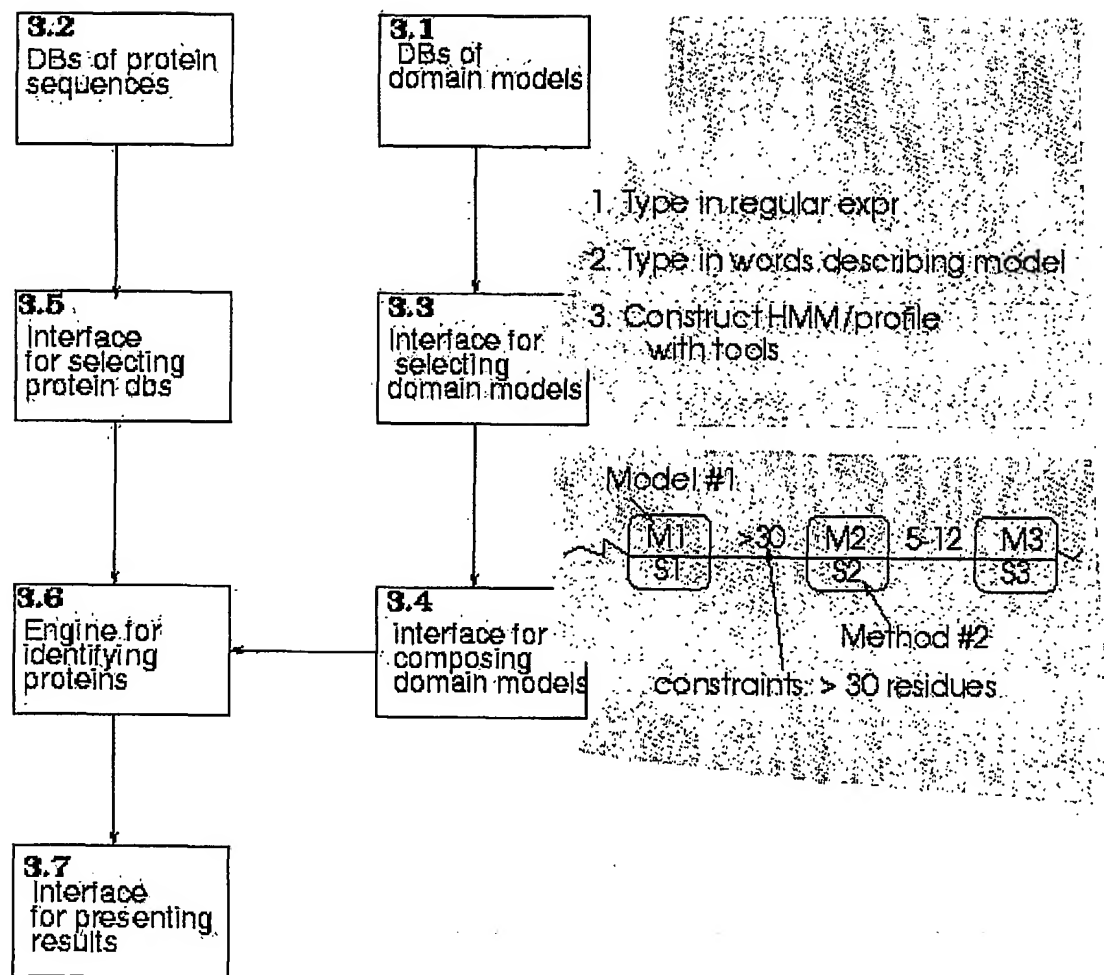 3.2
DBs of protein
sequences
3.1
DBs of
domain models
1. Type in regular expr
2. Type in words describing model
3. Construct HMM/profile
with tools
3.5
Interface
for selecting
protein dbs
3.3
Interface for
selecting
domain models
Model #1
M1 >30 M2 5-12 M3
S1 S2 S3
Method #2
constraints: > 30 residues
3.6
Engine for
identifying
proteins
3.4
interface for
composing
domain models
3.7
Interface
for presenting
results